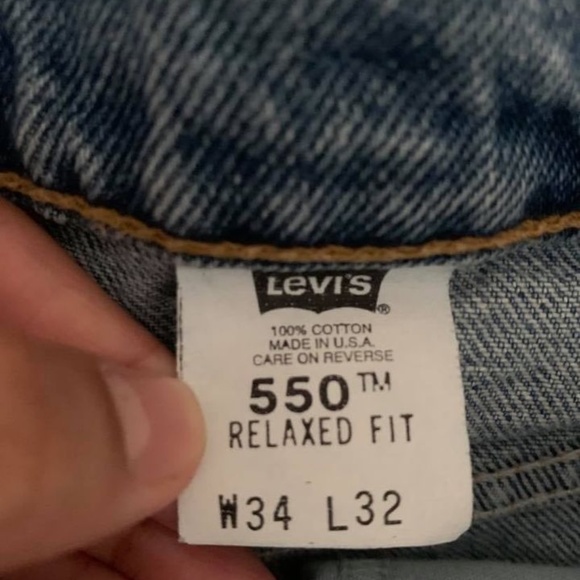 Levi's ®
100% COTTON
MADE IN U.S.A.
CARE ON REVERSE
550™
RELAXED FIT
W34 L32